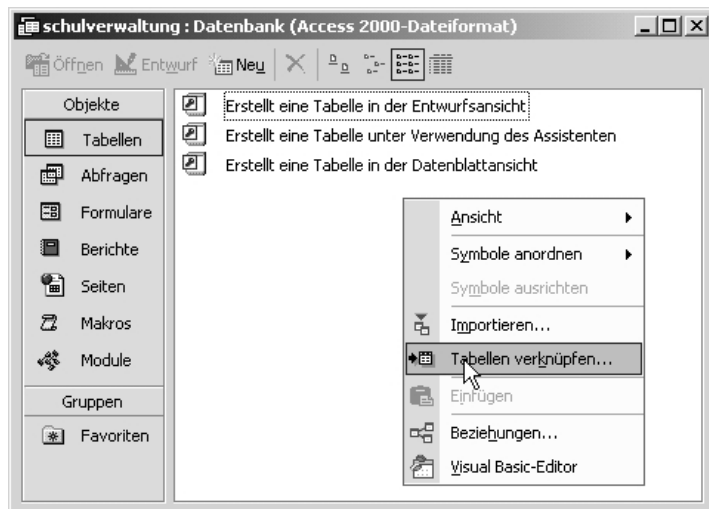 schulverwaltung : Datenbank (Access 2000-Dateiformat)
Öffnen Entwurf Neu
Objekte
Tabellen
Abfragen
Formulare
Berichte
Seiten
Makros
Module
Gruppen
Favoriten
Erstellt eine Tabelle in der Entwurfsansicht
Erstellt eine Tabelle unter Verwendung des Assistenten
Erstellt eine Tabelle in der Datenblattansicht
Ansicht
Symbole anordnen
Symbole ausrichten
Importieren...
Tabellen verknüpfen...
Einfügen
Beziehungen...
Visual Basic-Editor